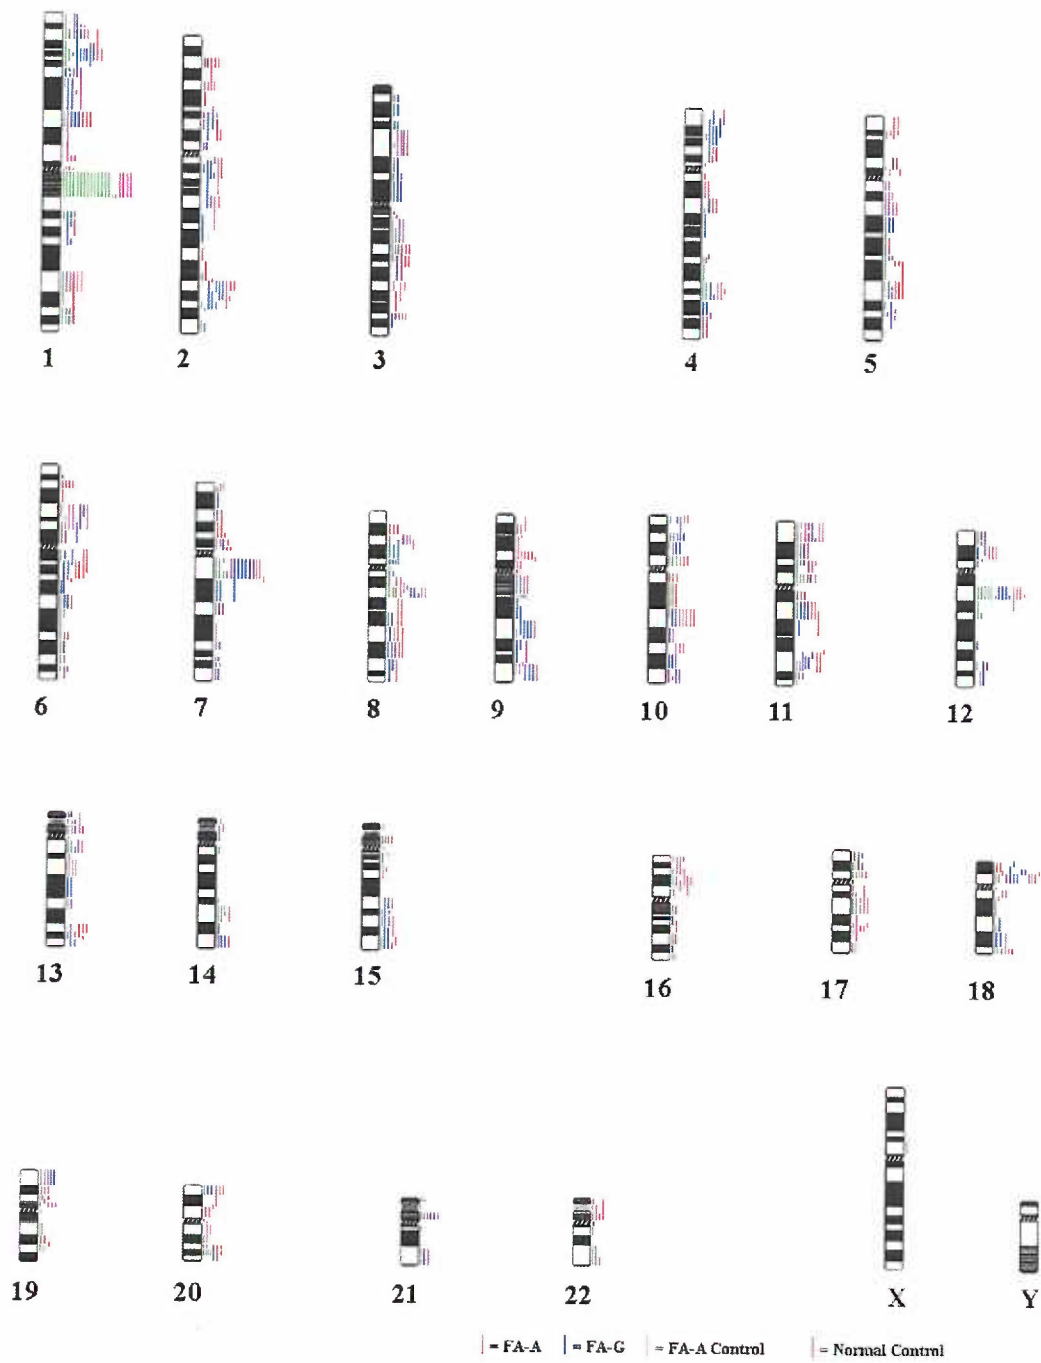 1 2 3 4 5
6 7 8 9 10 11 12
13 14 15 16 17 18
19 20 21 22 X Y
= FA-A = FA-G = FA-A Control = Normal Control